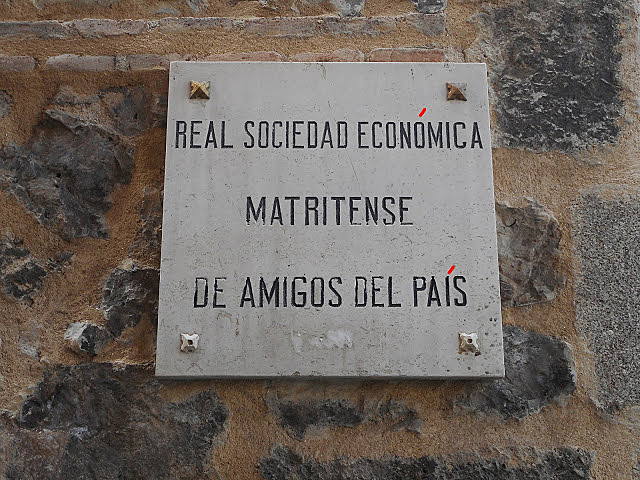 REAL SOCIEDAD ECONÓMICA
MATRITENSE
DE AMIGOS DEL PAÍS